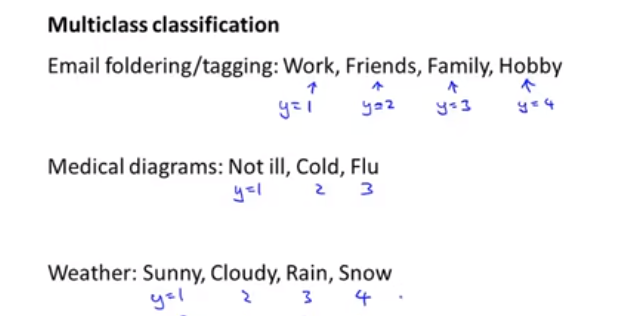 Multiclass classification
Email foldering/tagging: Work, Friends, Family, Hobby
y=1 y=2 y=3 y=4
Medical diagrams: Not ill, Cold, Flu
y=1 2 3
Weather: Sunny, Cloudy, Rain, Snow
y=1 2 3 4